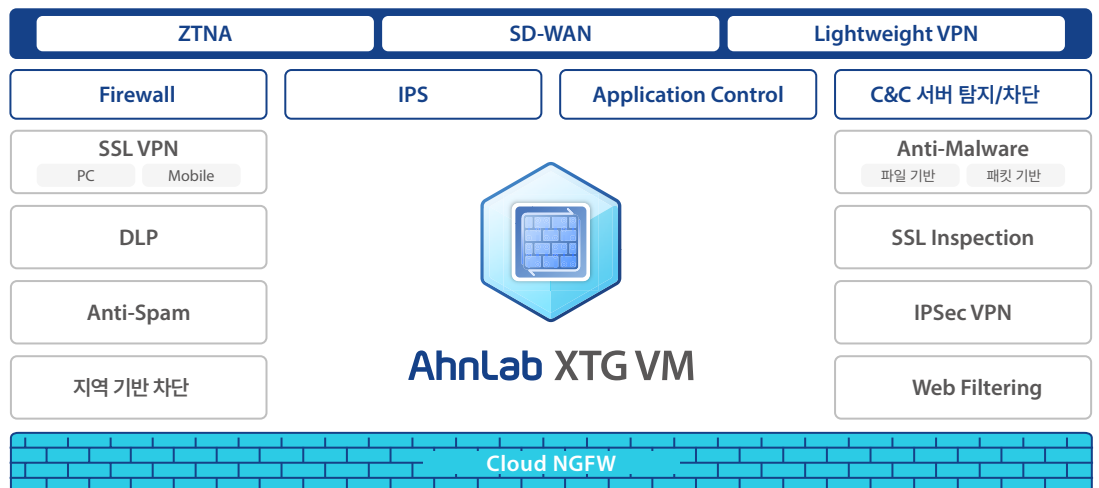 ZTNA SD-WAN Lightweight VPN
Firewall IPS Application Control C&C 서버 탐지/차단
SSL VPN
PC Mobile
Anti-Malware
파일 기반 패킷 기반
DLP
SSL Inspection
Anti-Spam
IPSec VPN
지역 기반 차단
Web Filtering
AhnLab XTG VM
Cloud NGFW